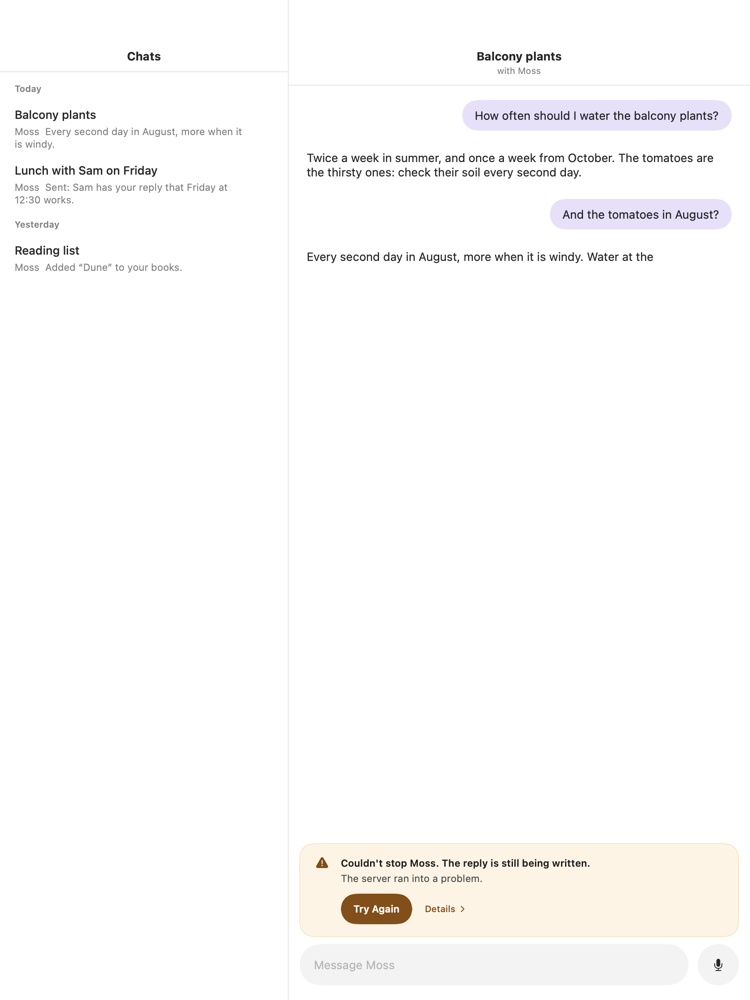 Chats
Today
Balcony plants
Moss Every second day in August, more when it
is windy.
Lunch with Sam on Friday
Moss Sent: Sam has your reply that Friday at
12:30 works.
Yesterday
Reading list
Moss Added “Dune” to your books.
Balcony plants
with Moss
How often should I water the balcony plants?
Twice a week in summer, and once a week from October. The tomatoes are
the thirsty ones: check their soil every second day.
And the tomatoes in August?
Every second day in August, more when it is windy. Water at the
Couldn't stop Moss. The reply is still being written.
The server ran into a problem.
Try Again
Details
Message Moss